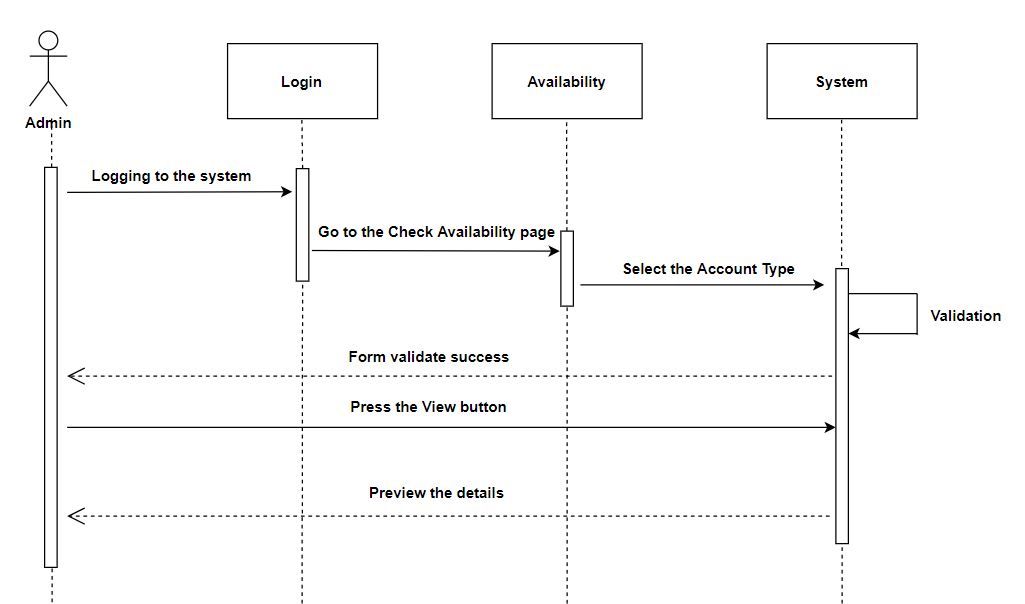 Login
Availability
System
Admin
Logging to the system
Go to the Check Availability page
Select the Account Type
Validation
Form validate success
Press the View button
Preview the details